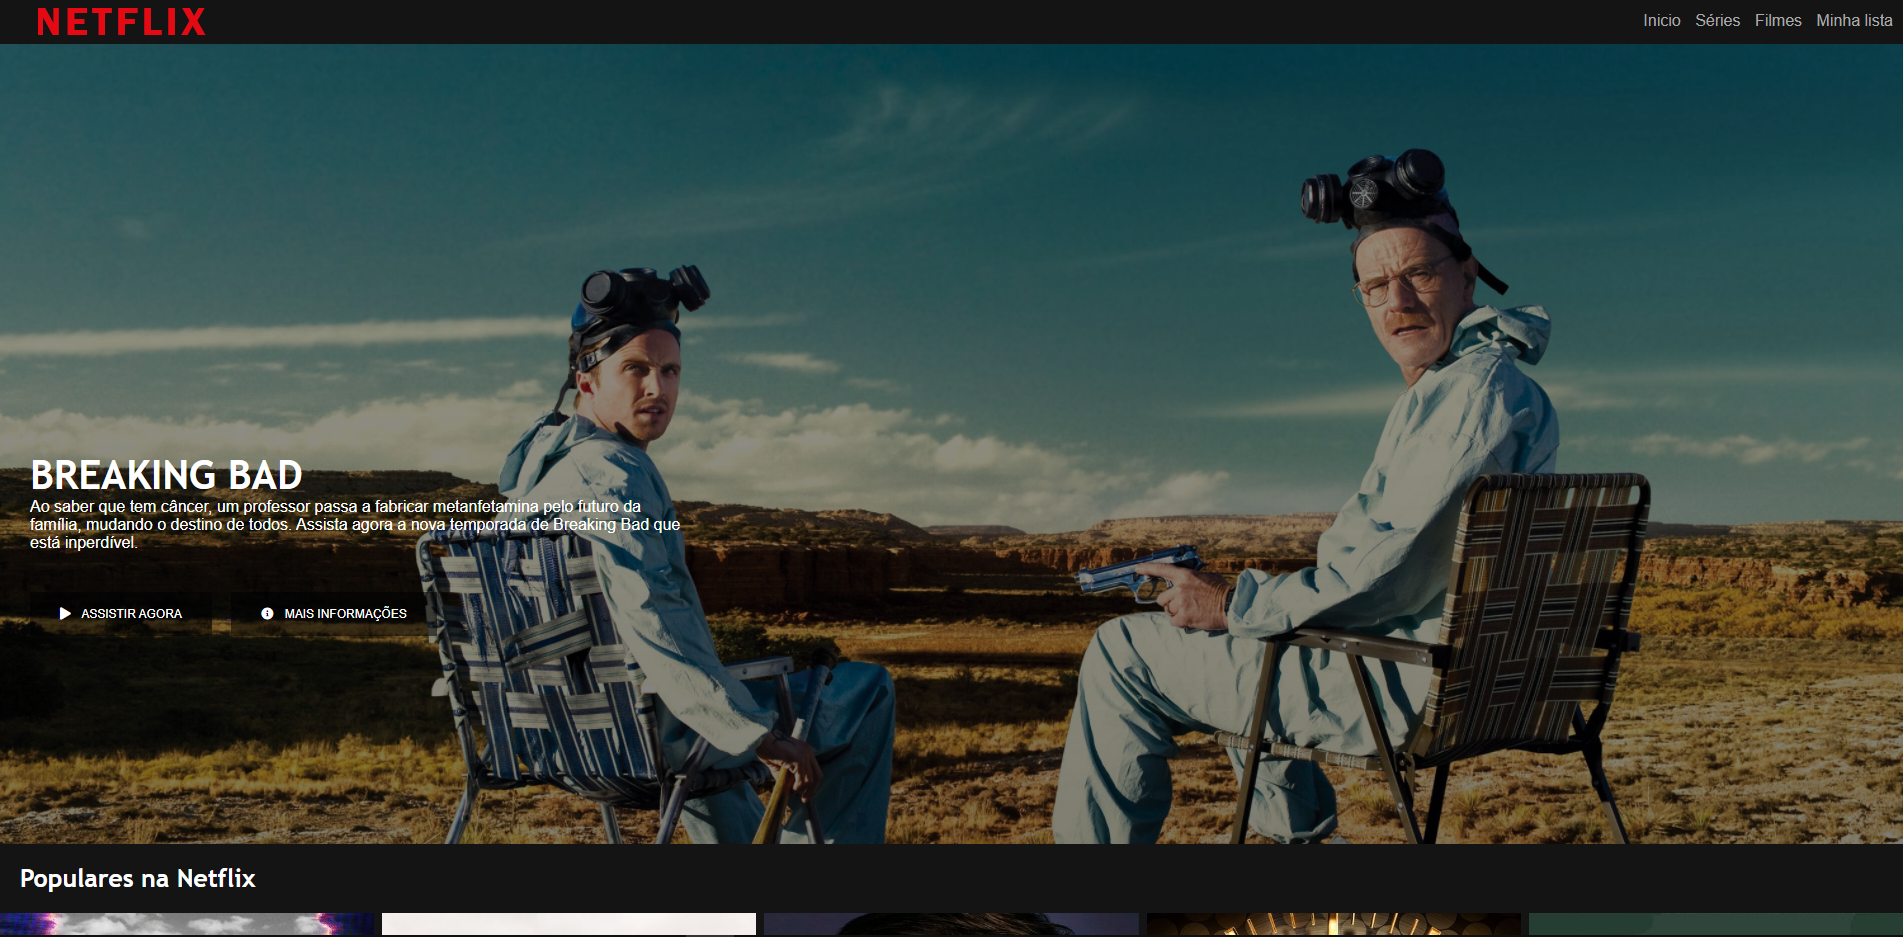 NETFLIX
Inicio Séries Filmes Minha lista
BREAKING BAD
Ao saber que tem câncer, um professor passa a fabricar metanfetamina pelo futuro da
família, mudando o destino de todos. Assista agora a nova temporada de Breaking Bad que
está inperdível.
ASSISTIR AGORA
MAIS INFORMAÇÕES
Populares na Netflix